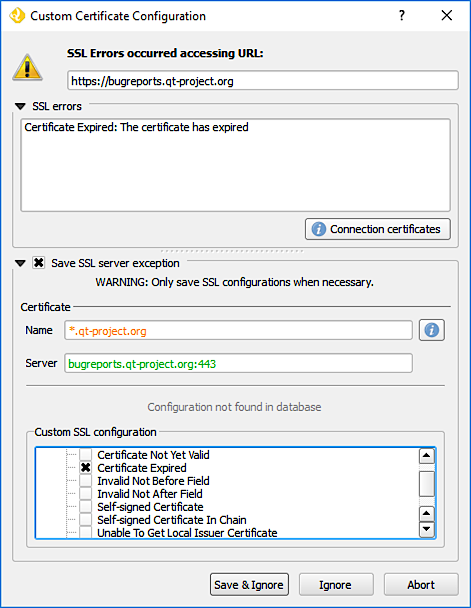 Custom Certificate Configuration
SSL Errors occurred accessing URL:
https://bugreports.qt-project.org
SSL errors
Certificate Expired: The certificate has expired
Connection certificates
Save SSL server exception
WARNING: Only save SSL configurations when necessary.
Certificate
Name
*.qt-project.org
Server
bugreports.qt-project.org:443
Configuration not found in database
Custom SSL configuration
Certificate Not Yet Valid
Certificate Expired
Invalid Not Before Field
Invalid Not After Field
Self-signed Certificate
Self-signed Certificate In Chain
Unable To Get Local Issuer Certificate
Save & Ignore
Ignore
Abort